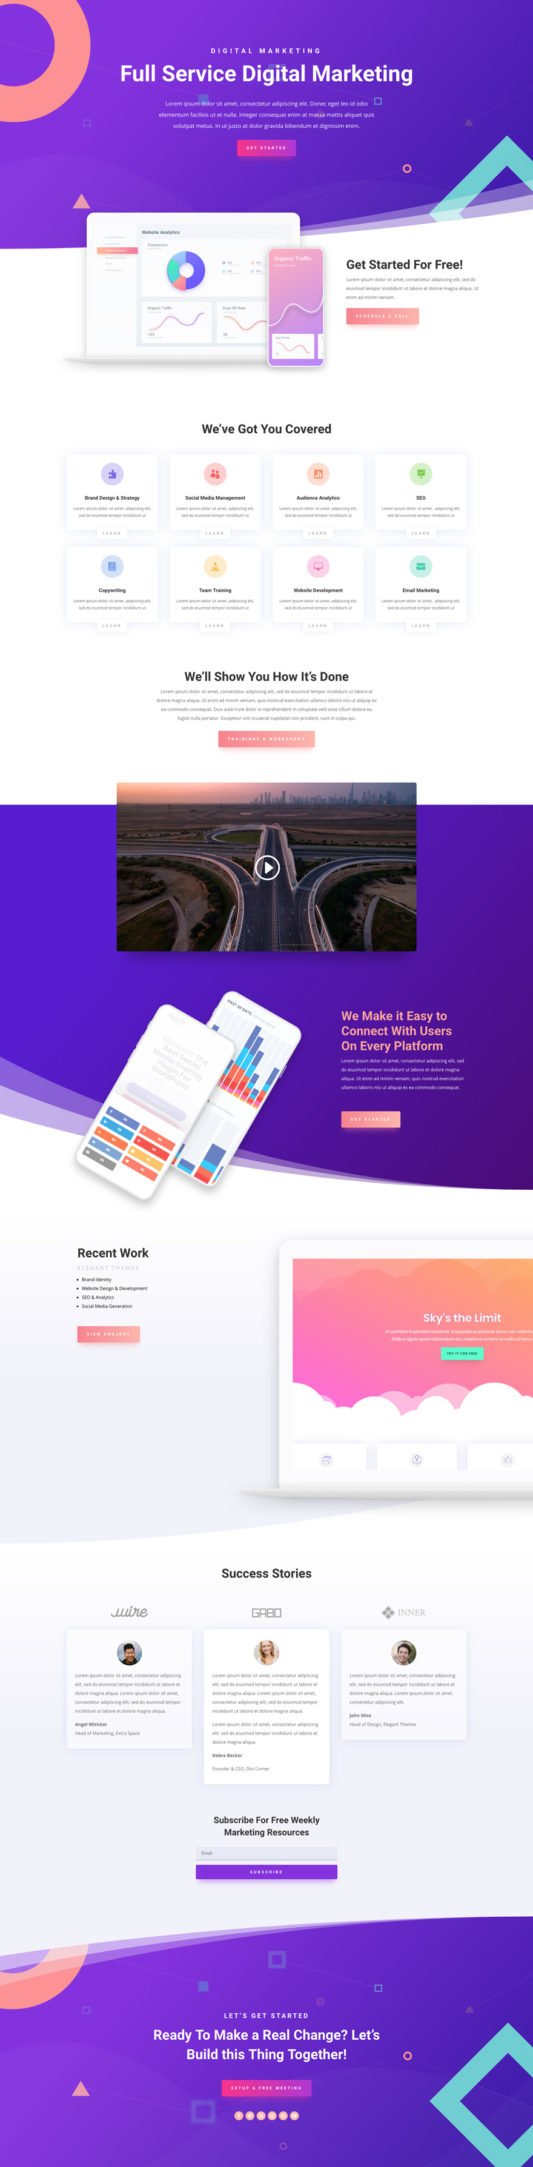 DIGITAL MARKETING
Full Service Digital Marketing
Lorem ipsum dolor sit amet, consectetur adipiscing elit. Donec eget leo id odio
elementum facilisis ut et nulla. Integer consequat enim at massa mattis aliquet quis
volutpat metus. In ut justo at dolor gravida bibendum et dignissim enim.
GET STARTED
Website Analytics
Transaction
Organic Traffic
Drop-Off Rate
Organic Traffic
Get Started For Free!
Lorem ipsum dolor sit amet, consectetur adipiscing elit, sed do
eiusmod tempor incididunt ut labore et dolore magna aliqua. Ut
enim ad minim veniam.
SCHEDULE A CALL
We've Got You Covered
Brand Design & Strategy
Lorem ipsum dolor sit amet, consectetur adipiscing elit,
sed do eiusmod tempor incididunt ut
LEARN
Social Media Management
Lorem ipsum dolor sit amet, consectetur adipiscing elit,
sed do eiusmod tempor incididunt ut
LEARN
Audience Analytics
Lorem ipsum dolor sit amet, consectetur adipiscing elit,
sed do eiusmod tempor incididunt ut
LEARN
SEO
Lorem ipsum dolor sit amet, consectetur adipiscing elit,
sed do eiusmod tempor incididunt ut
LEARN
Copywriting
Lorem ipsum dolor sit amet, consectetur adipiscing elit,
sed do eiusmod tempor incididunt ut
LEARN
Team Training
Lorem ipsum dolor sit amet, consectetur adipiscing elit,
sed do eiusmod tempor incididunt ut
LEARN
Website Development
Lorem ipsum dolor sit amet, consectetur adipiscing elit,
sed do eiusmod tempor incididunt ut
LEARN
Email Marketing
Lorem ipsum dolor sit amet, consectetur adipiscing elit,
sed do eiusmod tempor incididunt ut
LEARN
We'll Show You How It's Done
Lorem ipsum dolor sit amet, consectetur adipiscing elit, sed do eiusmod tempor incididunt ut labore et
dolore magna aliqua. Ut enim ad minim veniam, quis nostrud exercitation ullamco laboris nisi ut aliquip ex
ea commodo consequat. Duis aute irure dolor in reprehenderit in voluptate velit esse cillum dolore eu
fugiat nulla pariatur. Excepteur sint occaecat cupidatat non proident, sunt in culpa qui.
TRAININGS & WORKSHOPS
PAST 30 DAYS
We Make it Easy to
Connect With Users
On Every Platform
Lorem ipsum dolor sit amet, consectetur adipiscing elit, sed
do eiusmod tempor incididunt ut labore et dolore magna
aliqua. Ut enim ad minim veniam, quis nostrud exercitation
ullamco laboris nisi ut aliquip ex ea commodo consequat.
GET STARTED
Recent Work
ELEGANT THEMES
Brand Identity
Website Design & Development
SEO & Analytics
Social Media Generation
VIEW PROJECT
Sky's the Limit
TRY IT FOR FREE
Success Stories
wire
GABO
INNER
Lorem ipsum dolor sit amet, consectetur adipiscing
elit, sed do eiusmod tempor incididunt ut labore et
dolore magna aliqua. Lorem ipsum dolor sit amet,
consectetur adipiscing elit, sed do eiusmod tempor
incididunt ut labore et dolore magna aliqua.
Angel Witicker
Head of Marketing, Extra Space
Lorem ipsum dolor sit amet, consectetur adipiscing
elit, sed do eiusmod tempor incididunt ut labore et
dolore magna aliqua. Lorem ipsum dolor sit amet,
consectetur adipiscing elit, sed do eiusmod tempor
incididunt ut labore et dolore magna aliqua.
Lorem ipsum dolor sit amet, consectetur adipiscing
elit, sed do eiusmod tempor incididunt ut labore et
dolore magna aliqua. Lorem ipsum dolor sit amet.
Debra Becker
Founder & CEO, Divi Corner
Lorem ipsum dolor sit amet, consectetur adipiscing
elit, sed do eiusmod tempor incididunt ut labore et
dolore magna aliqua. Lorem ipsum dolor sit amet,
consectetur adipiscing elit.
John Wise
Head of Design, Elegant Themes
Subscribe For Free Weekly
Marketing Resources
Email
SUBSCRIBE
LET'S GET STARTED
Ready To Make a Real Change? Let's
Build this Thing Together!
SETUP A FREE MEETING